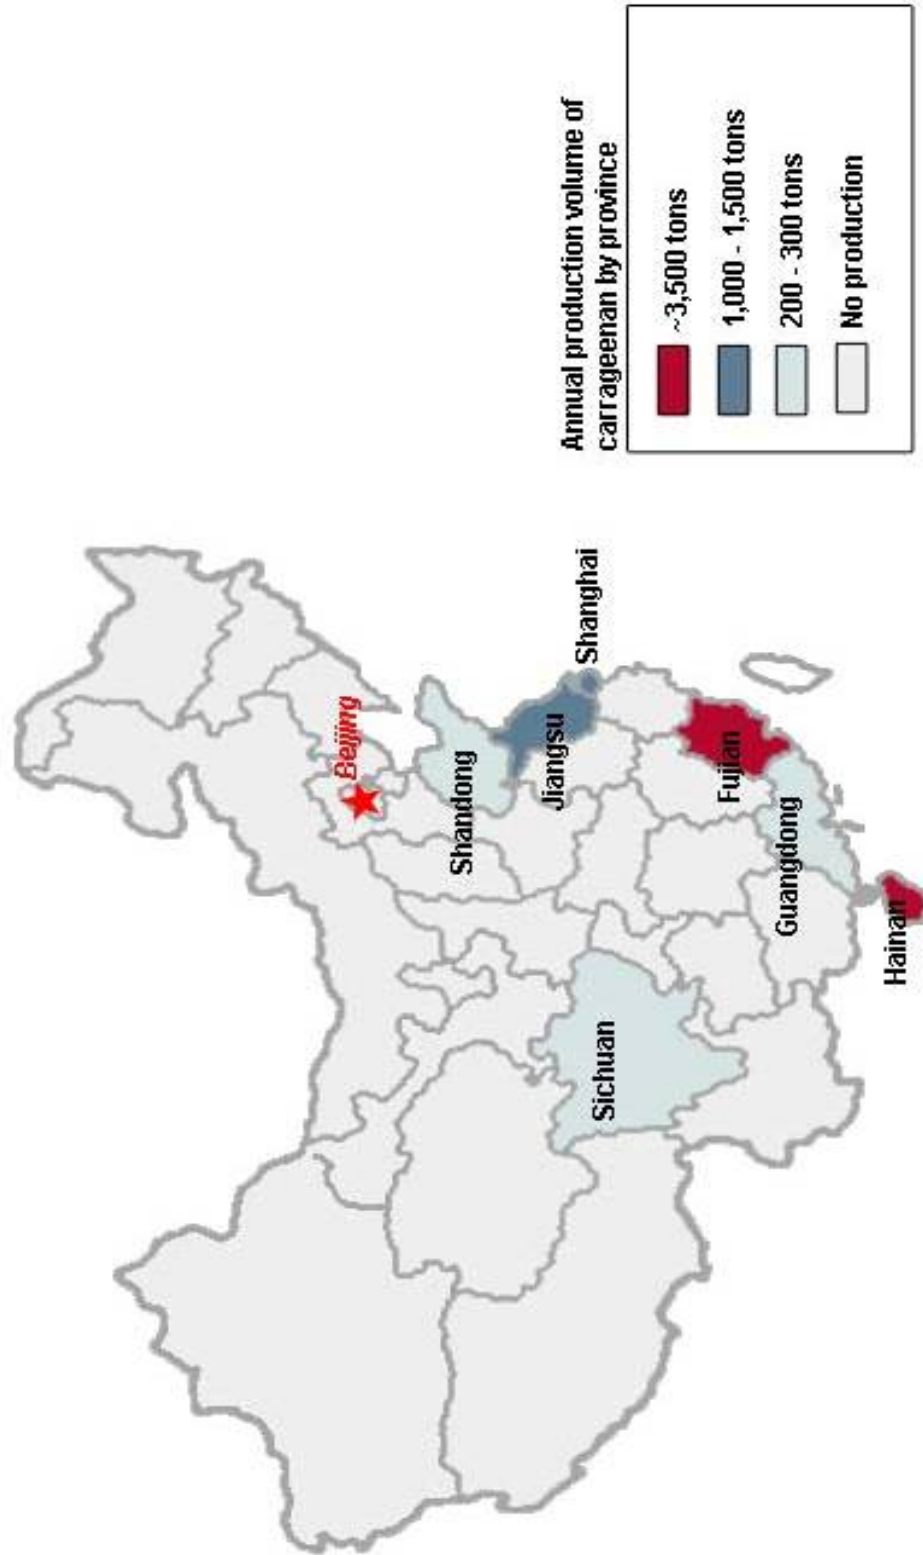 Beijing
Shandong
Jiangsu
Shanghai
Sichuan
Fujian
Guangdong
Hainan
Annual production volume of
carrageenan by province
~3,500 tons
1,000 - 1,500 tons
200 - 300 tons
No production